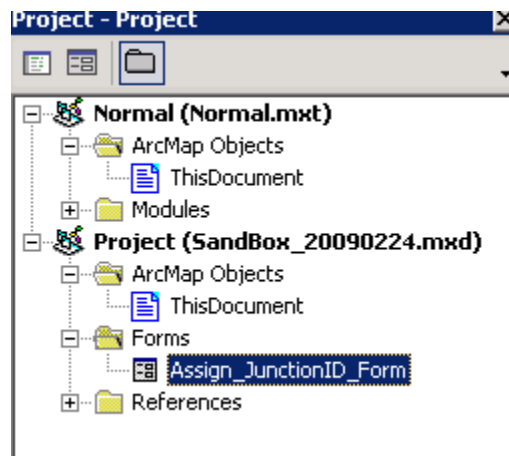 Project - Project
Normal (Normal.mxt)
ArcMap Objects
ThisDocument
Modules
Project (SandBox_20090224.mxd)
ArcMap Objects
ThisDocument
Forms
Assign_JunctionID_Form
References